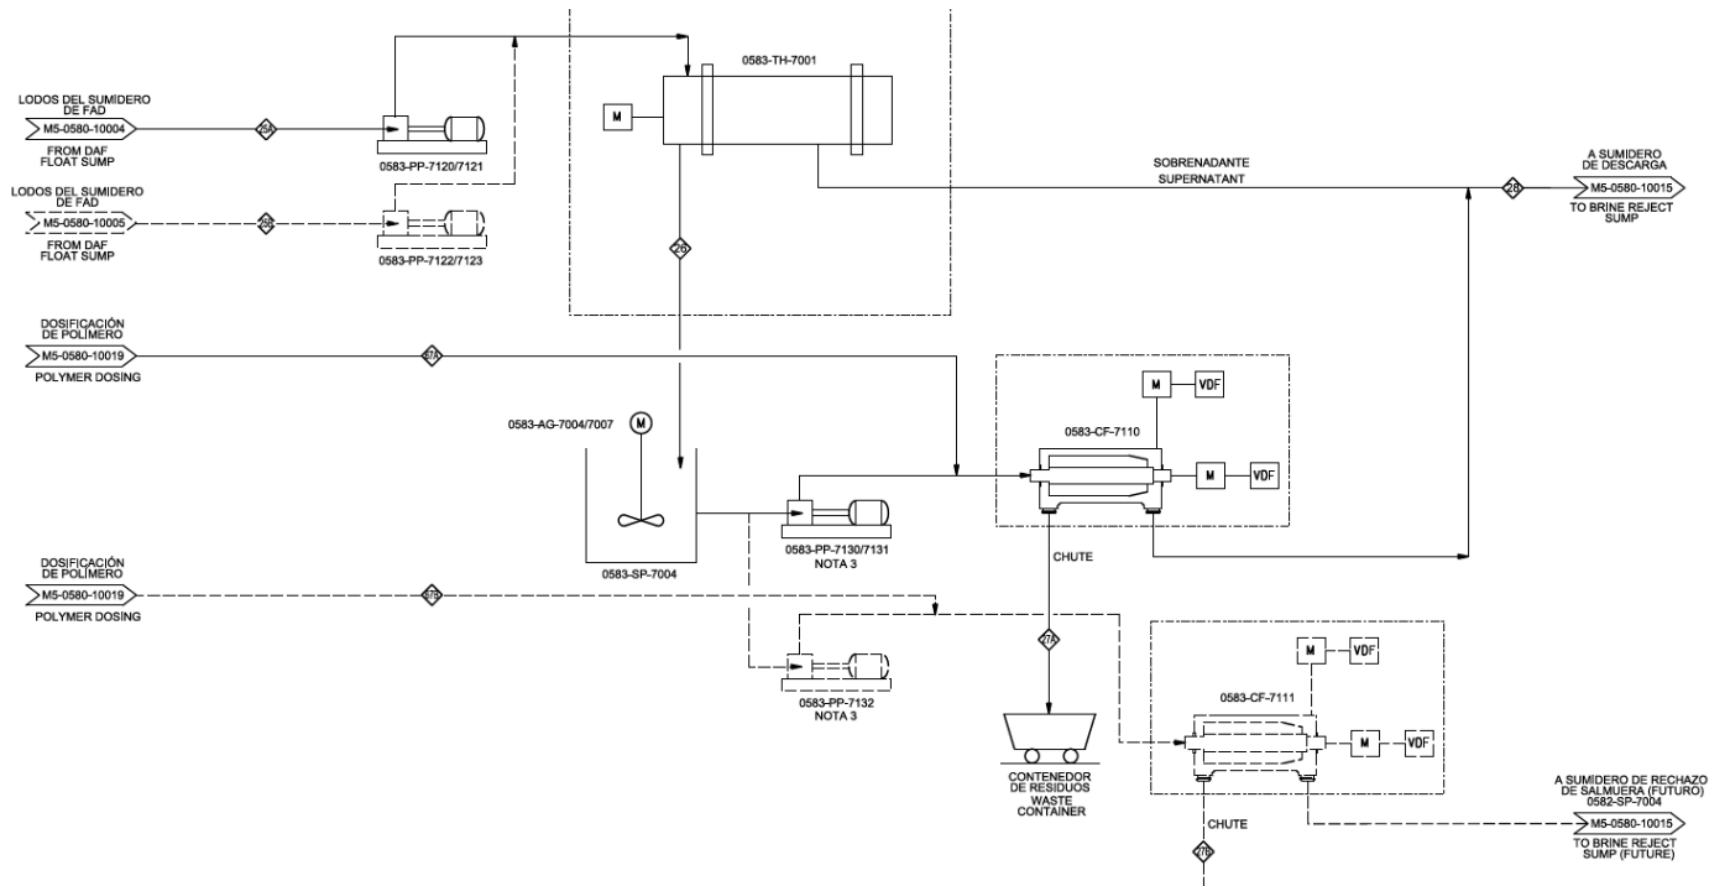 0583-TH-7001
M
LODOS DEL SUMIDERO
DE FAD
M5-0580-10004
FROM DAF
FLOAT SUMP
25A
0583-PP-7120/7121
LODOS DEL SUMIDERO
DE FAD
M5-0580-10005
FROM DAF
FLOAT SUMP
25B
0583-PP-7122/7123
SOBRENADANTE
SUPERNATANT
28
A SUMIDERO
DE DESCARGA
M5-0580-10015
TO BRINE REJECT
SUMP
26
DOSIFICACIÓN
DE POLÍMERO
M5-0580-10019
POLYMER DOSING
57A
0583-AG-7004/7007
M
0583-SP-7004
0583-PP-7130/7131
NOTA 3
M
VDF
0583-CF-7110
M
VDF
CHUTE
DOSIFICACIÓN
DE POLÍMERO
M5-0580-10019
POLYMER DOSING
57B
0583-PP-7132
NOTA 3
27A
CONTENEDOR
DE RESIDUOS
WASTE
CONTAINER
M
VDF
0583-CF-7111
M
VDF
CHUTE
27B
A SUMIDERO DE RECHAZO
DE SALMUERA (FUTURO)
0582-SP-7004
M5-0580-10015
TO BRINE REJECT
SUMP (FUTURE)